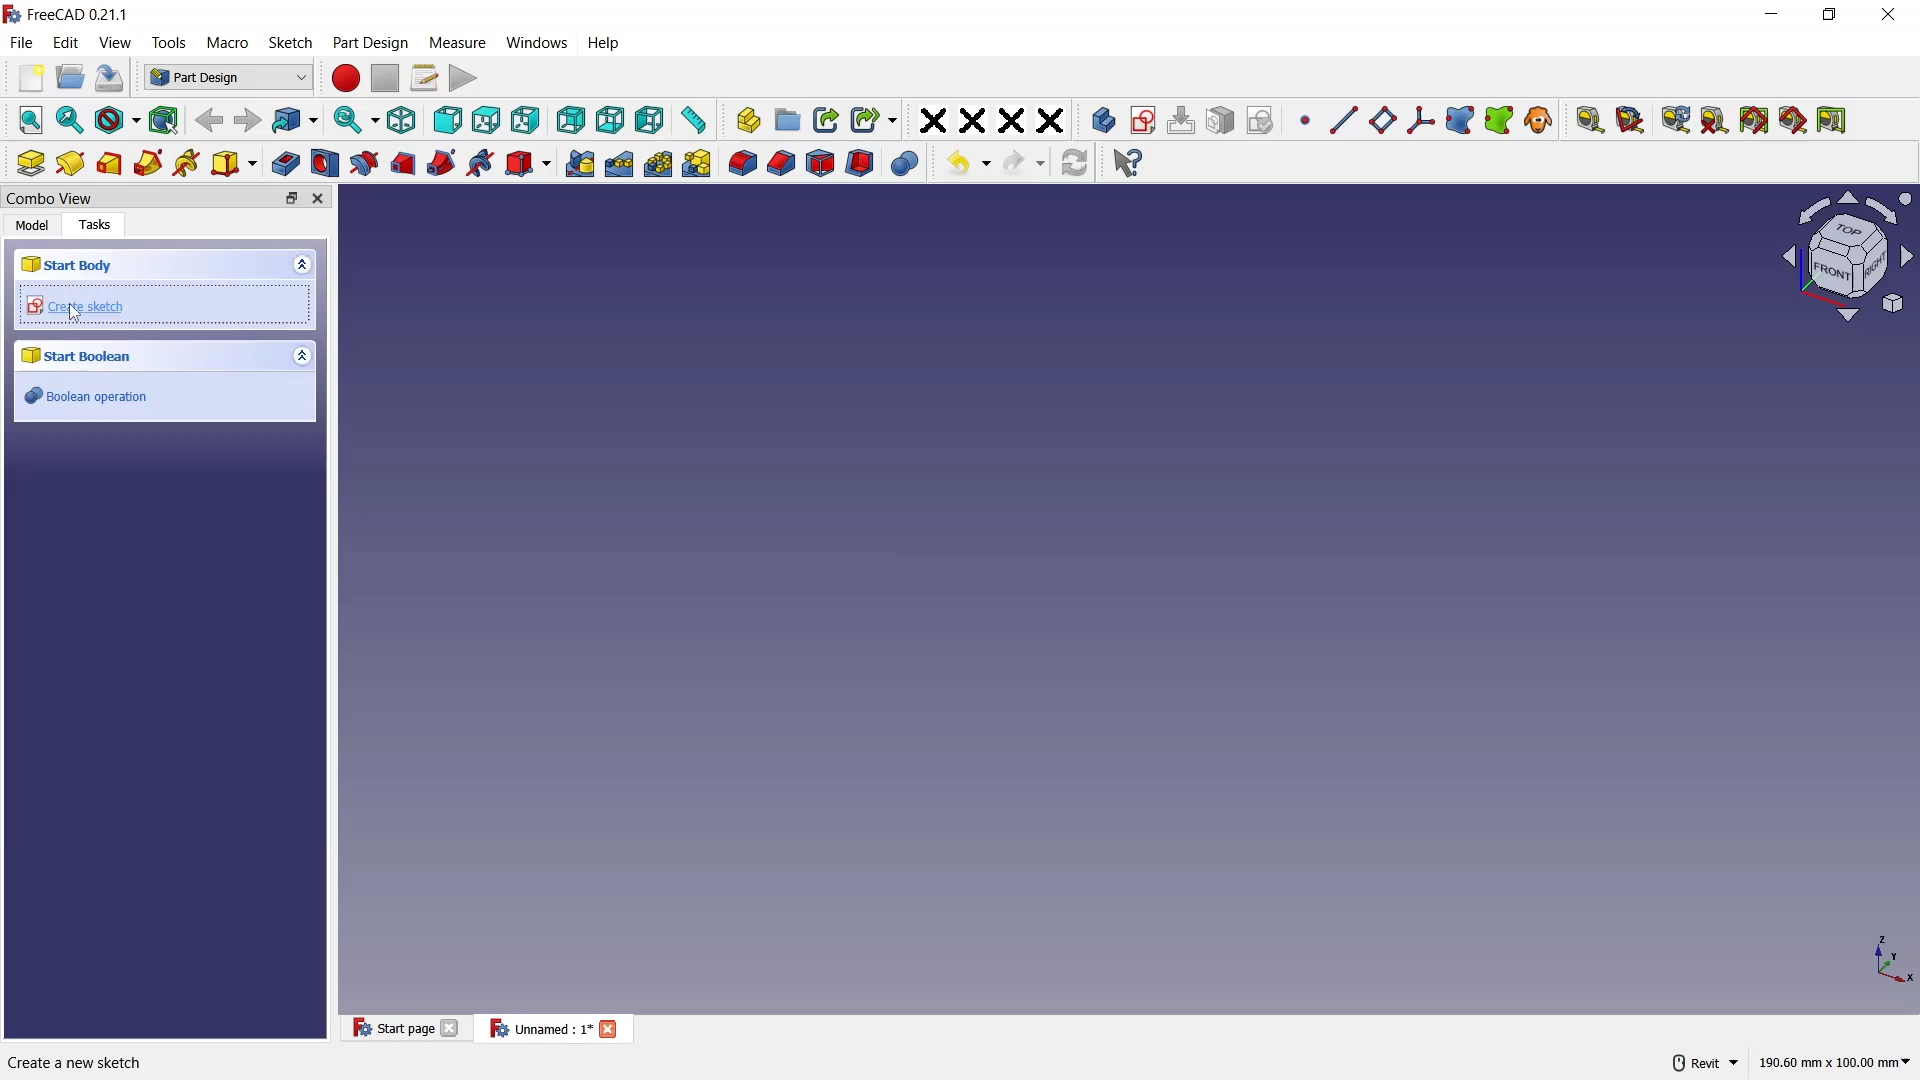 FreeCAD 0.21.1
File Edit View Tools Macro Sketch Part Design Measure Windows Help
Part Design
Combo View
Model Tasks
Start Body
Create sketch
Start Boolean
Boolean operation
TOP
FRONT RIGHT
Z
Y
X
Start page Unnamed : 1*
Create a new sketch Revit 190.60 mm x 100.00 mm